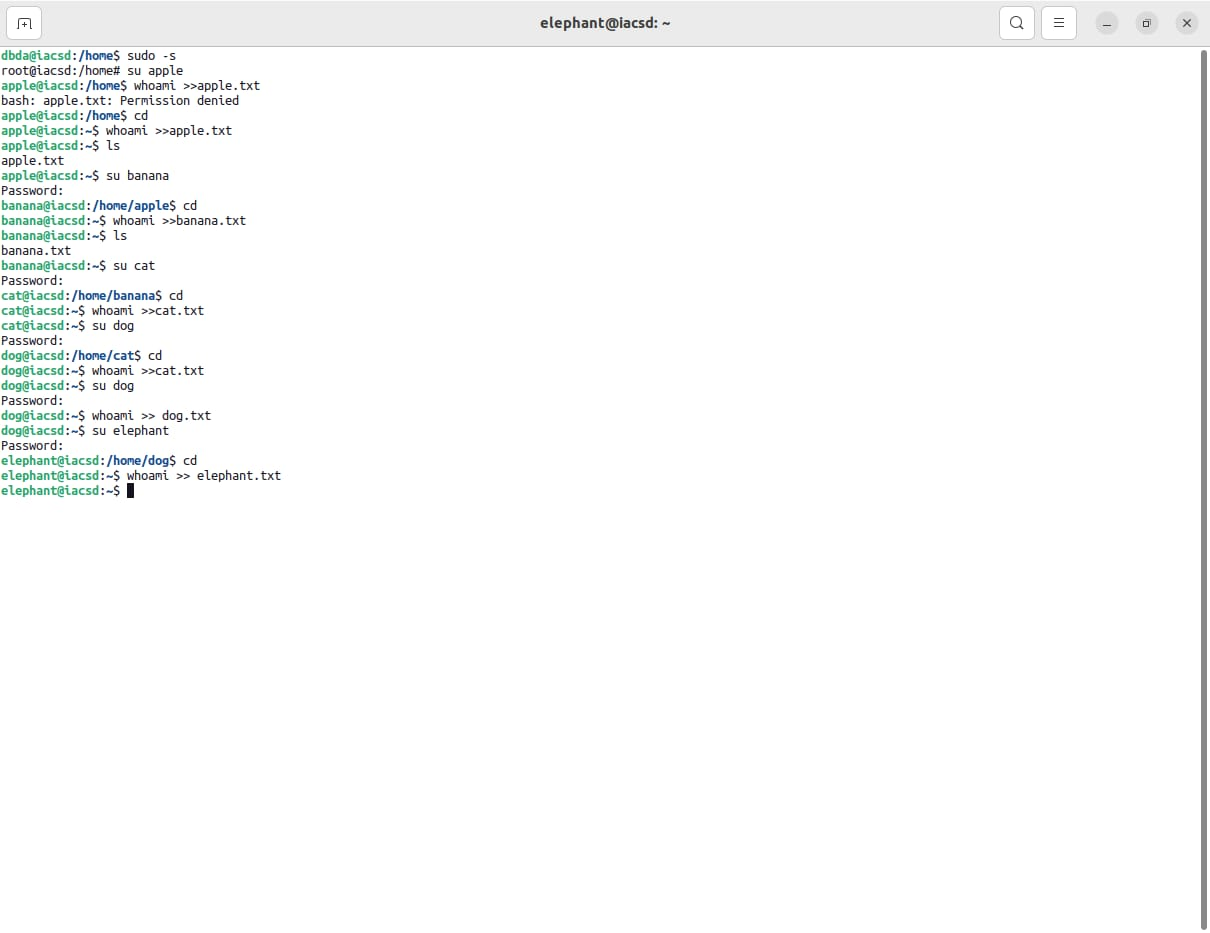 elephant@iacsd: ~
dbda@iacsd:/home$ sudo -s
root@iacsd:/home# su apple
apple@iacsd:/home$ whoami >>apple.txt
bash: apple.txt: Permission denied
apple@iacsd:/home$ cd
apple@iacsd:~$ whoami >>apple.txt
apple@iacsd:~$ ls
apple.txt
apple@iacsd:~$ su banana
Password:
banana@iacsd:/home/apple$ cd
banana@iacsd:~$ whoami >>banana.txt
banana@iacsd:~$ ls
banana.txt
banana@iacsd:~$ su cat
Password:
cat@iacsd:/home/banana$ cd
cat@iacsd:~$ whoami >>cat.txt
cat@iacsd:~$ su dog
Password:
dog@iacsd:/home/cat$ cd
dog@iacsd:~$ whoami >>cat.txt
dog@iacsd:~$ su dog
Password:
dog@iacsd:~$ whoami >> dog.txt
dog@iacsd:~$ su elephant
Password:
elephant@iacsd:/home/dog$ cd
elephant@iacsd:~$ whoami >> elephant.txt
elephant@iacsd:~$